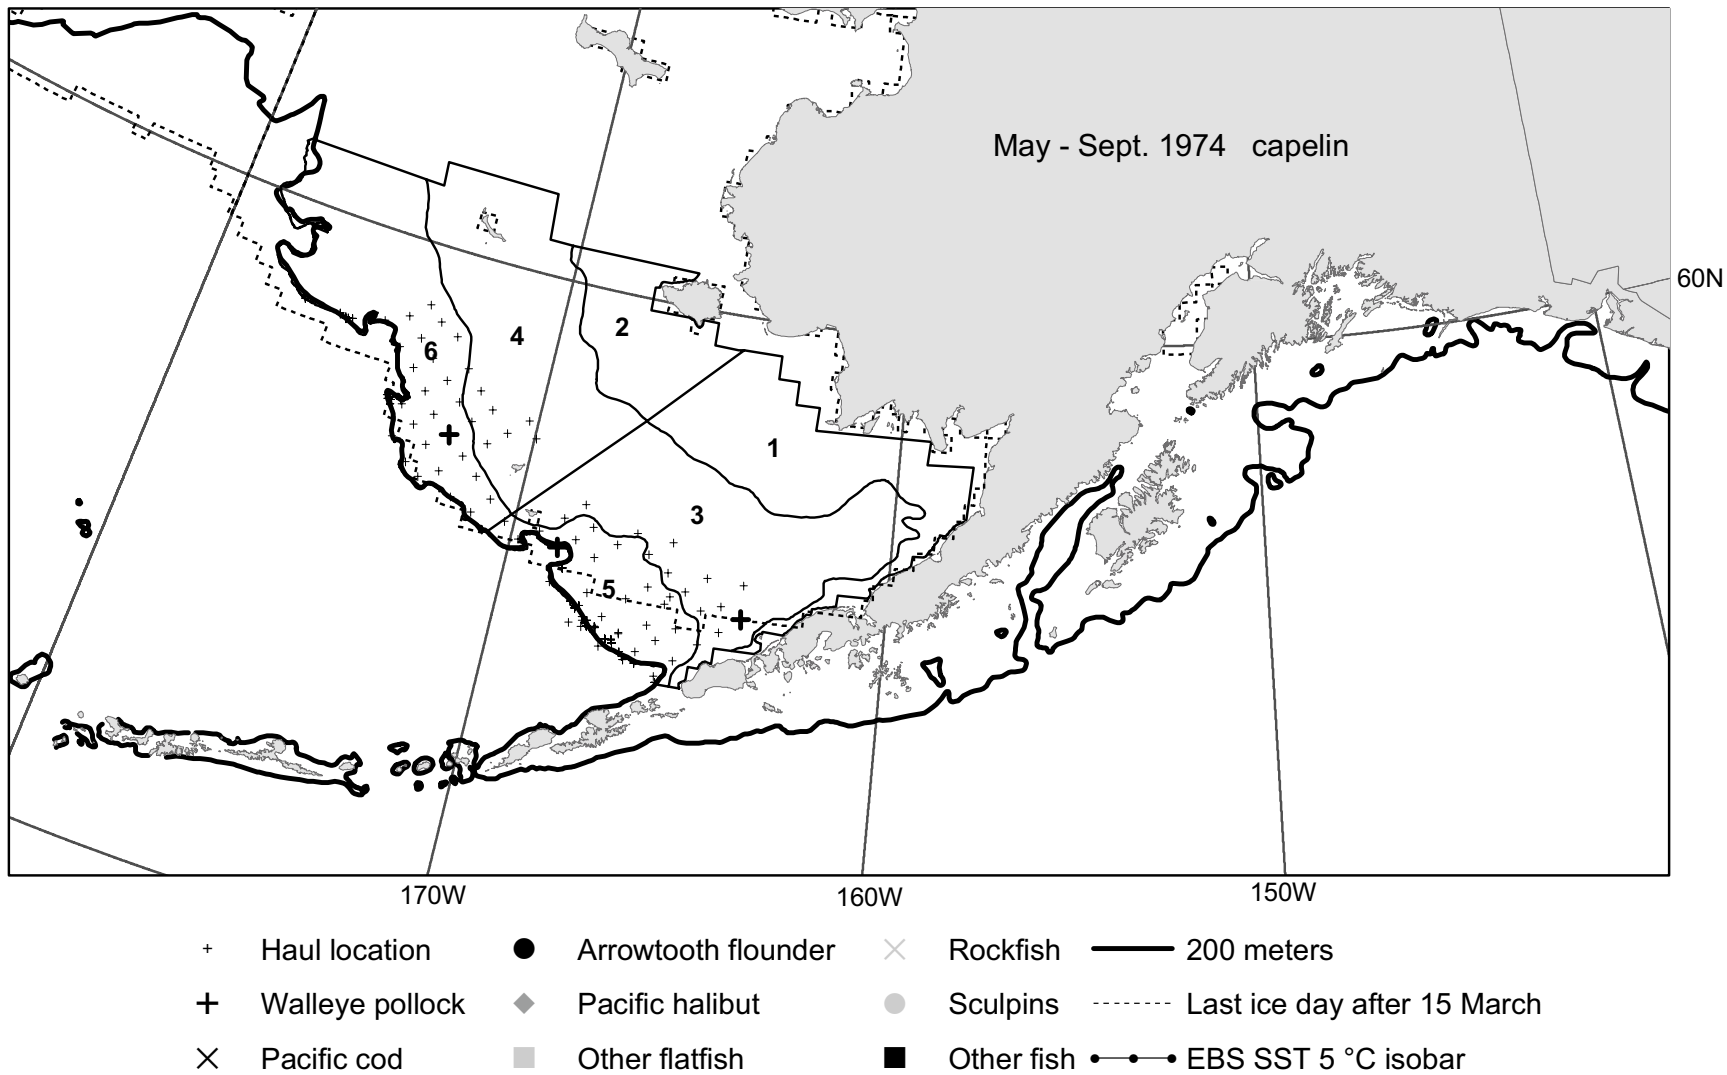 May - Sept. 1974 capelin
60N
2
4
6
1
3
5
170W
160W
150W
Haul location
Arrowtooth flounder
Rockfish
200 meters
Walleye pollock
Pacific halibut
Sculpins
Last ice day after 15 March
Pacific cod
Other flatfish
Other fish
EBS SST 5 °C isobar